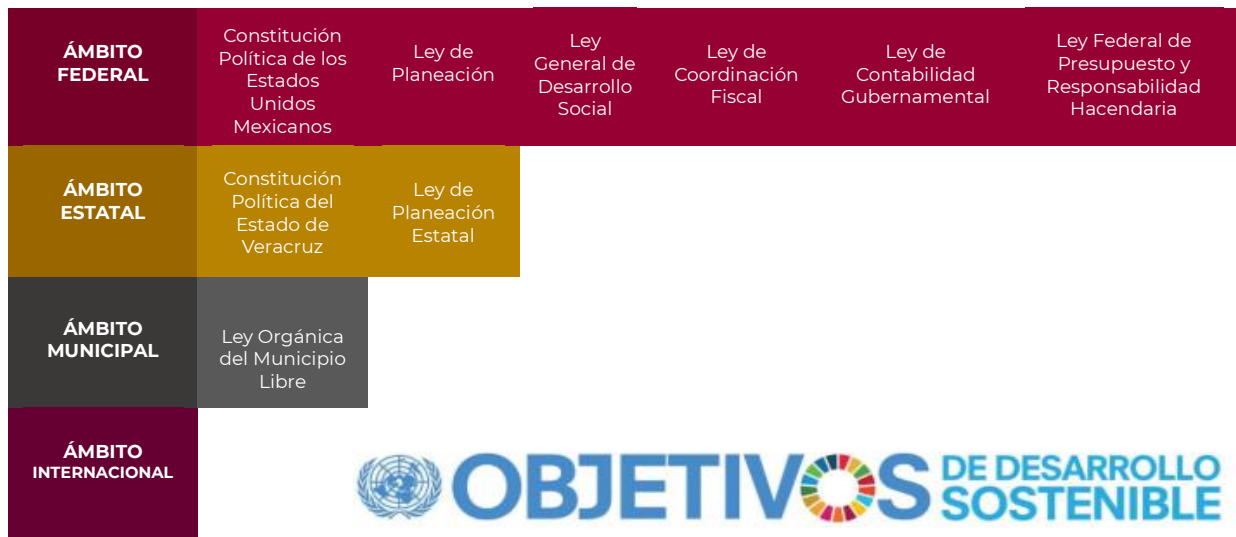 ÁMBITO
FEDERAL
Constitución
Política de los
Estados
Unidos
Mexicanos
Ley de
Planeación
Ley
General de
Desarrollo
Social
Ley de
Coordinación
Fiscal
Ley de
Contabilidad
Gubernamental
Ley Federal de
Presupuesto y
Responsabilidad
Hacendaria
ÁMBITO
ESTATAL
Constitución
Política del
Estado de
Veracruz
Ley de
Planeación
Estatal
ÁMBITO
MUNICIPAL
Ley Orgánica
del Municipio
Libre
ÁMBITO
INTERNACIONAL
OBJETIVOS
DE DESARROLLO
SOSTENIBLE